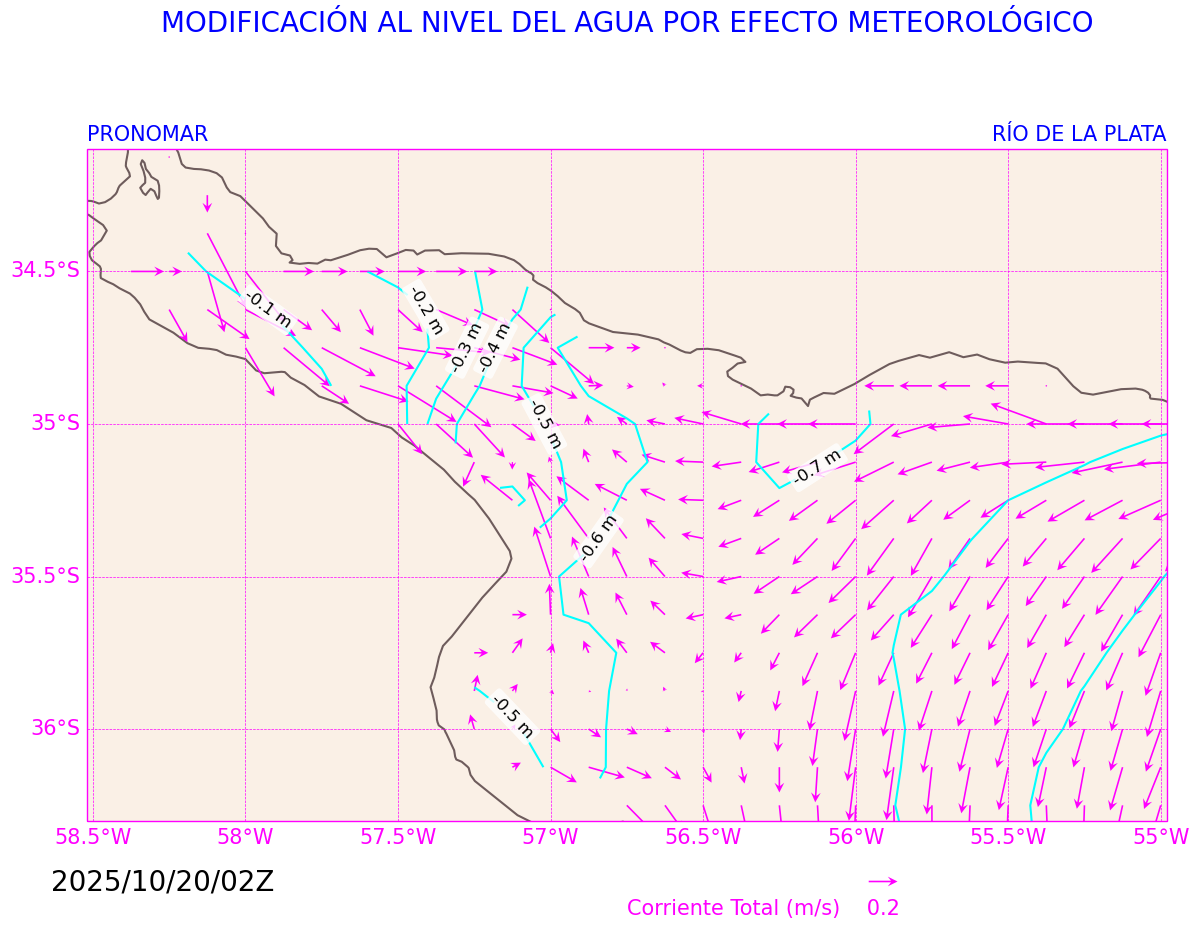 MODIFICACIÓN AL NIVEL DEL AGUA POR EFECTO METEOROLÓGICO
PRONOMAR
RÍO DE LA PLATA
34.5°S
35°S
35.5°S
36°S
-0.1 m
-0.2 m
-0.3 m
-0.4 m
-0.5 m
-0.7 m
-0.6 m
-0.5 m
58.5°W
58°W
57.5°W
57°W
56.5°W
56°W
55.5°W
55°W
2025/10/20/02Z
Corriente Total (m/s)
0.2